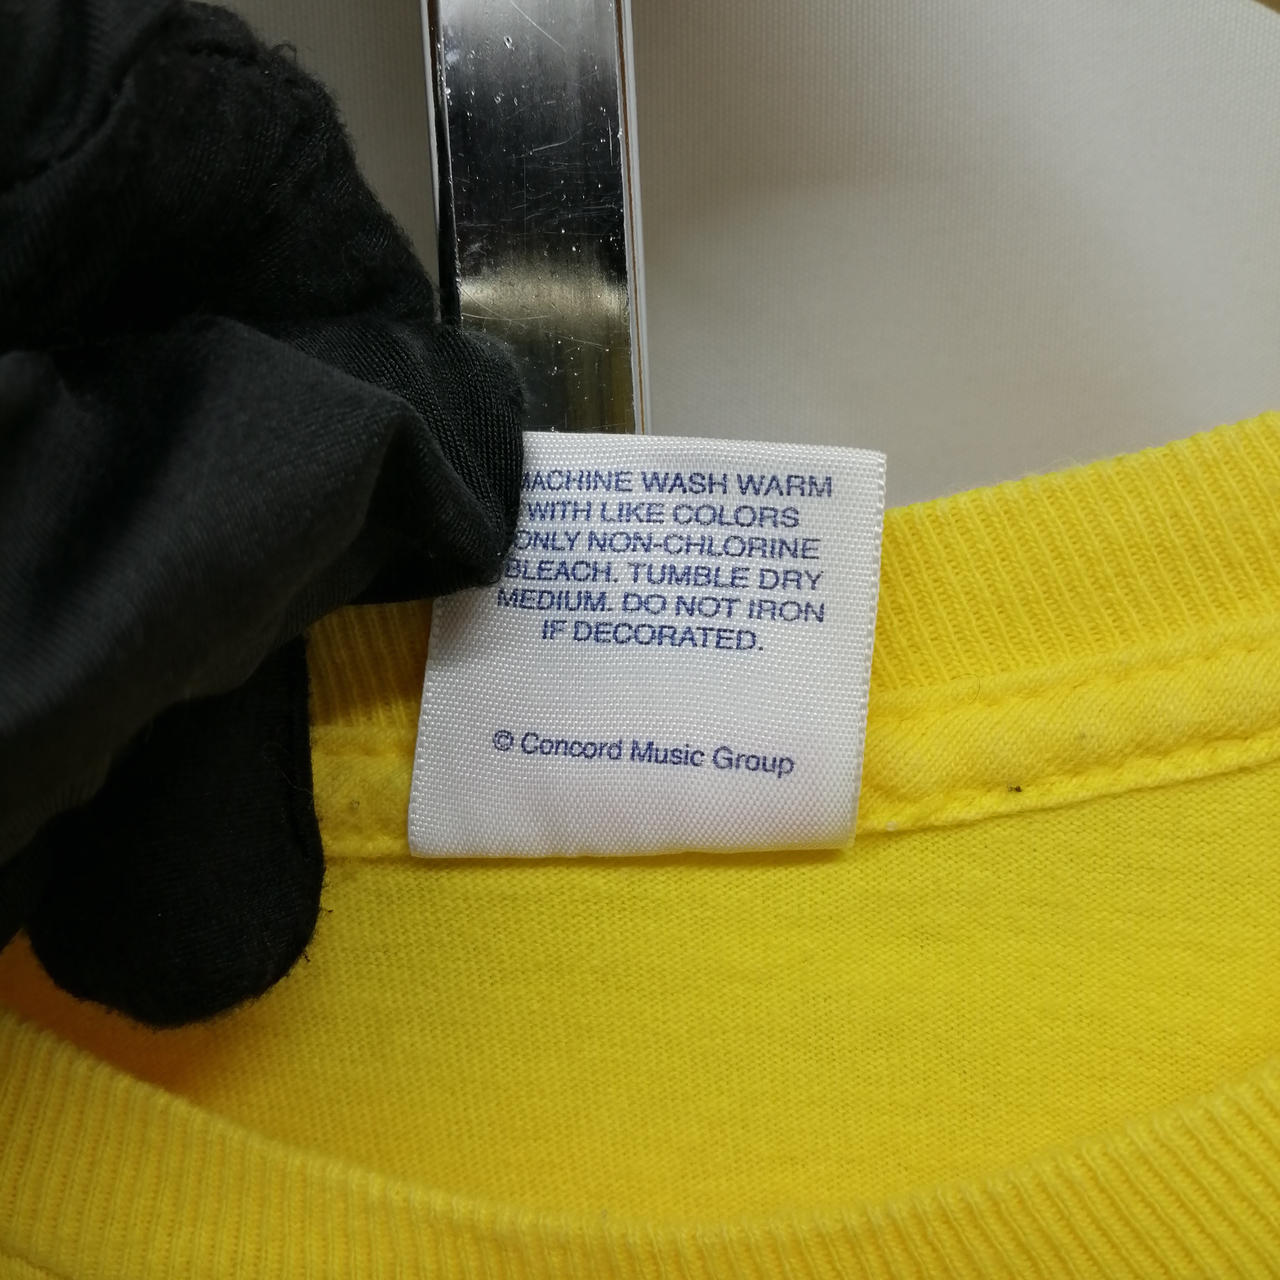 MACHINE WASH WARM
WITH LIKE COLORS
ONLY NON-CHLORINE
BLEACH. TUMBLE DRY
MEDIUM. DO NOT IRON
IF DECORATED.
© Concord Music Group